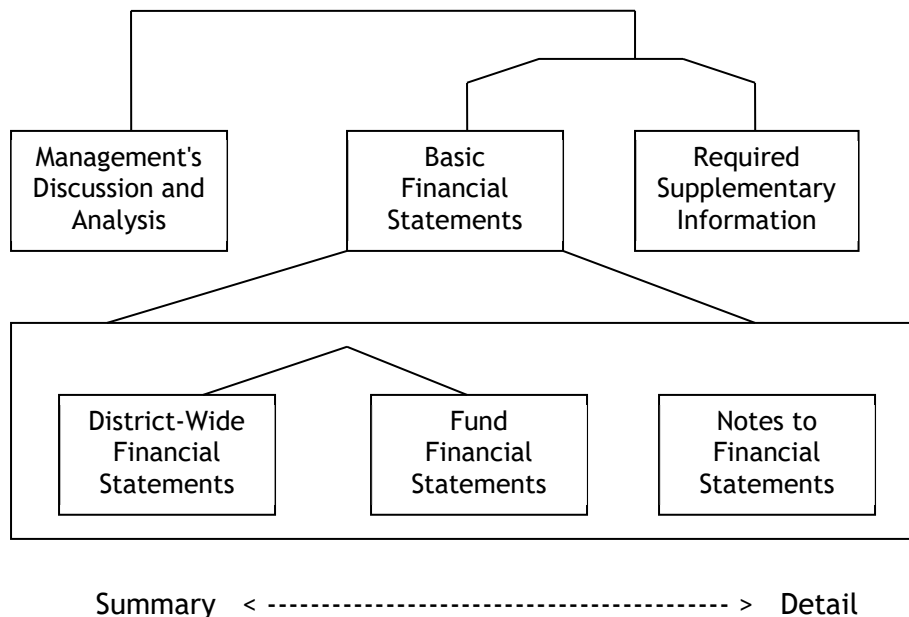 Management's
Discussion and
Analysis
Basic
Financial
Statements
Required
Supplementary
Information
District-Wide
Financial
Statements
Fund
Financial
Statements
Notes to
Financial
Statements
Summary < ------------------------------------------- > Detail